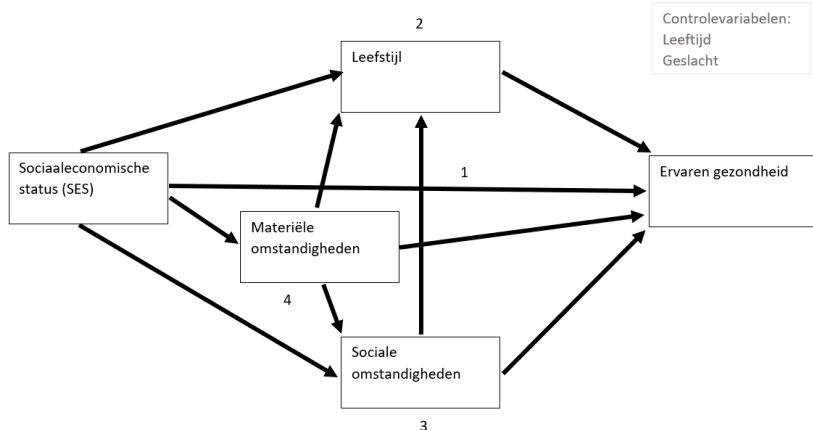 2
Controlevariabelen:
Leeftijd
Geslacht
Leefstijl
Sociaaleconomische
status (SES)
1
Ervaren gezondheid
Materiële
omstandigheden
4
Sociale
omstandigheden
3